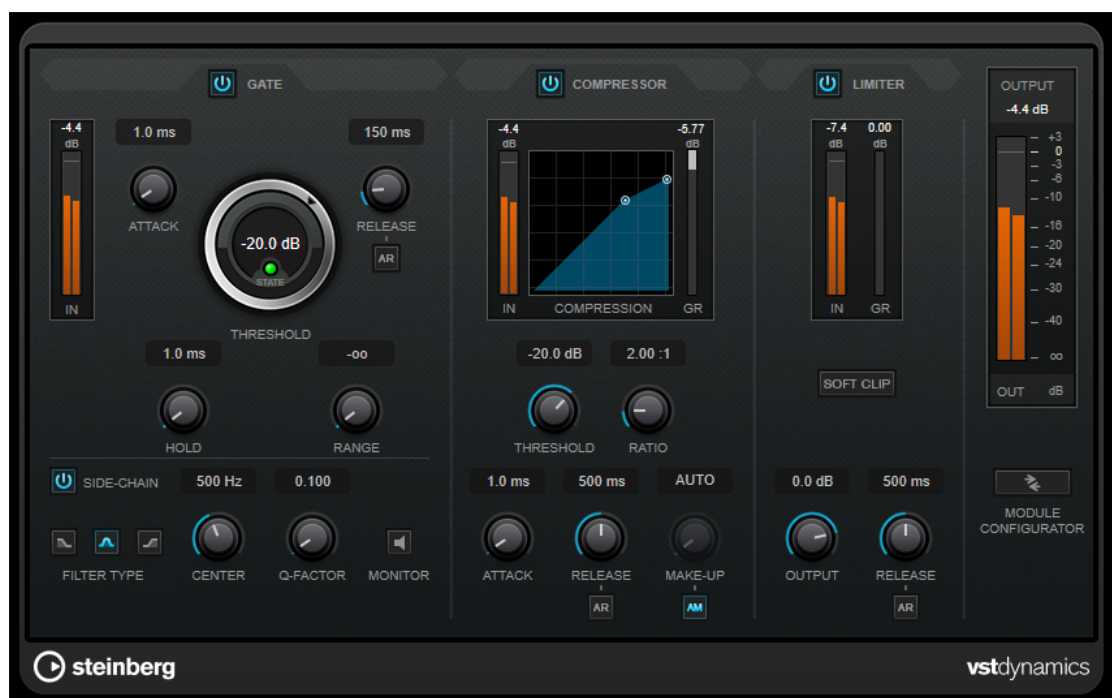 GATE
COMPRESSOR
LIMITER
OUTPUT
-4.4 dB
-4.4
dB
1.0 ms
150 ms
ATTACK
RELEASE
AR
-20.0 dB
STATE
IN
THRESHOLD
1.0 ms
-oo
HOLD
RANGE
SIDE-CHAIN
500 Hz
0.100
FILTER TYPE
CENTER
Q-FACTOR
MONITOR
-4.4
dB
-5.77
dB
IN
COMPRESSION
GR
-20.0 dB
2.00 :1
THRESHOLD
RATIO
1.0 ms
500 ms
AUTO
ATTACK
RELEASE
MAKE-UP
AR
AM
-7.4
dB
0.00
dB
IN
GR
SOFT CLIP
0.0 dB
500 ms
OUTPUT
RELEASE
AR
+3
0
-3
-6
-10
-16
-20
-24
-30
-40
oo
OUT
dB
MODULE
CONFIGURATOR
steinberg
vstdynamics